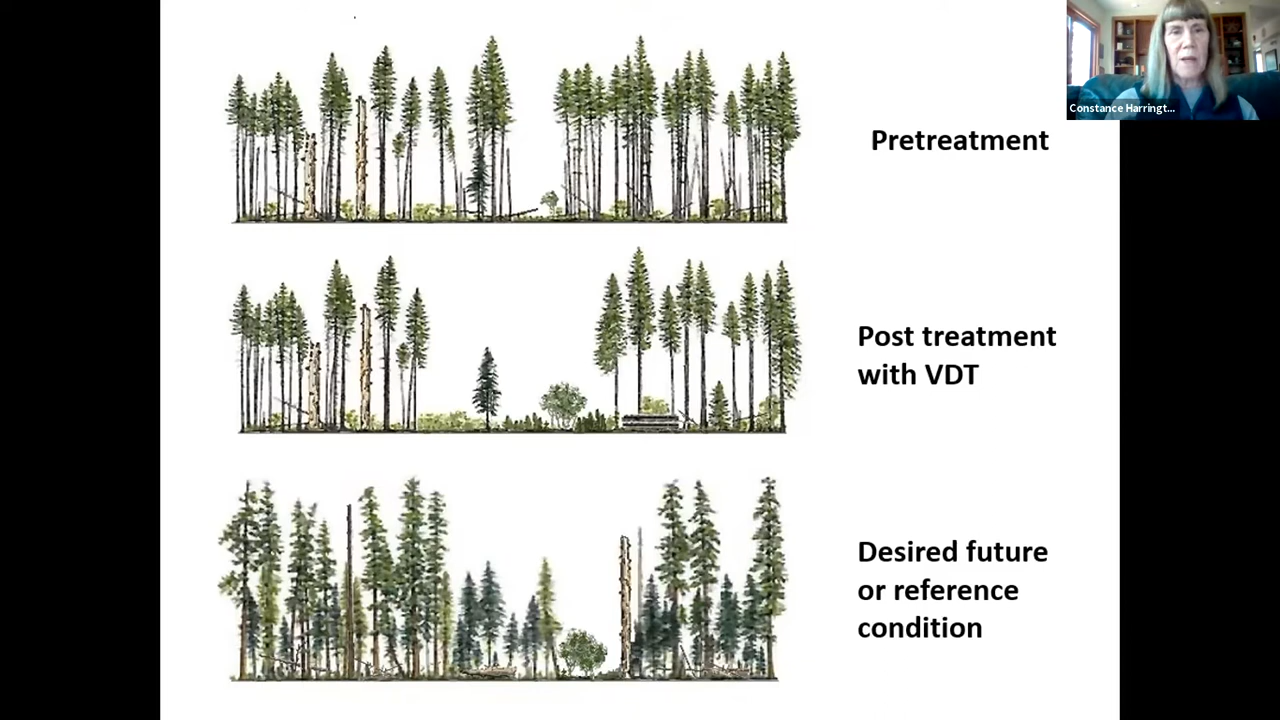 Constance Harringt...
Pretreatment
Post treatment
with VDT
Desired future
or reference
condition